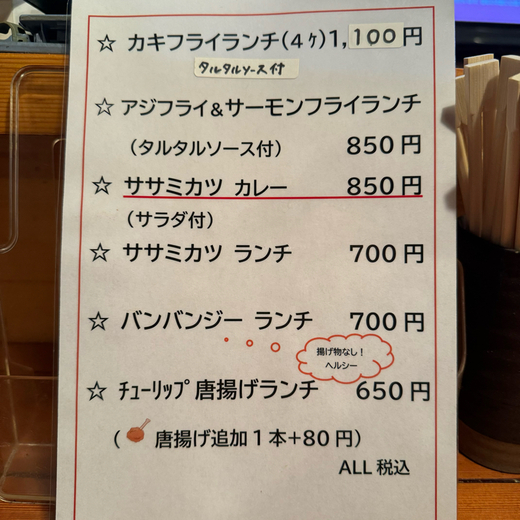 ☆ カキフライランチ(4ヶ)1,100円
タルタルソース付
☆ アジフライ&サーモンフライランチ
(タルタルソース付) 850円
☆ ササミカツ カレー 850円
(サラダ付)
☆ ササミカツ ランチ 700円
☆ バンバンジー ランチ 700円
揚げ物なし!
ヘルシー
☆ ﾁｭｰﾘｯﾌﾟ唐揚げランチ 650円
( 唐揚げ追加1本+80円)
ALL 税込